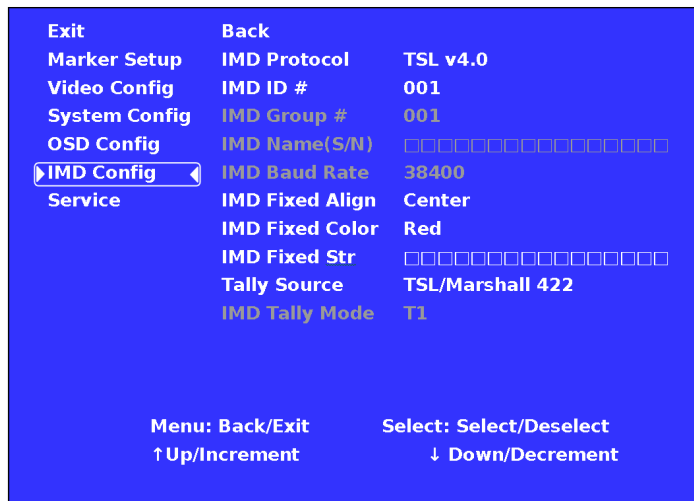 Exit Back
Marker Setup IMD Protocol TSL v4.0
Video Config IMD ID # 001
System Config IMD Group # 001
OSD Config IMD Name(S/N) □□□□□□□□□□□□□□□□
IMD Config IMD Baud Rate 38400
Service IMD Fixed Align Center
IMD Fixed Color Red
IMD Fixed Str □□□□□□□□□□□□□□□□
Tally Source TSL/Marshall 422
IMD Tally Mode T1
Menu: Back/Exit Select: Select/Deselect
↑Up/Increment ↓ Down/Decrement